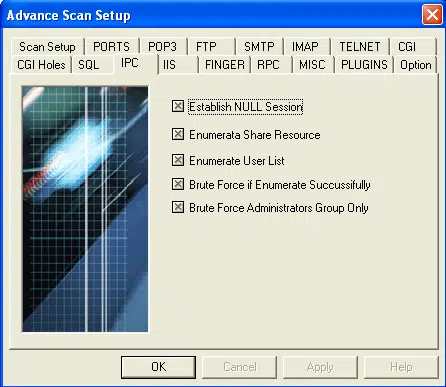 Advance Scan Setup
Scan Setup PORTS POP3 FTP SMTP IMAP TELNET CGI
CGI Holes SQL IPC IIS FINGER RPC MISC PLUGINS Option
Establish NULL Session
Enumerata Share Resource
Enumerate User List
Brute Force if Enumerate Succussifully
Brute Force Administrators Group Only
OK Cancel Apply Help